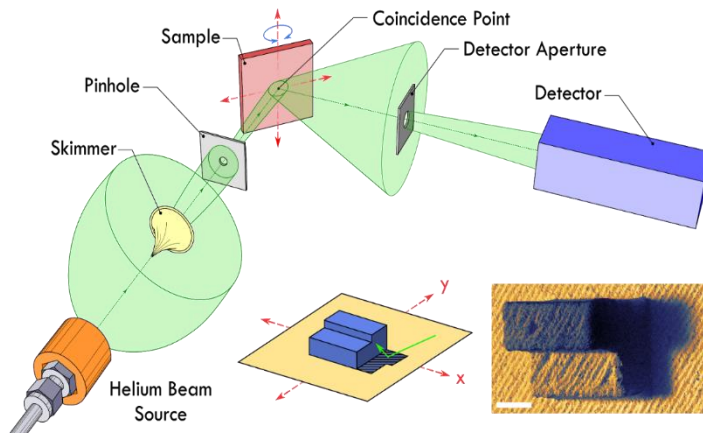 Sample
Coincidence Point
Detector Aperture
Pinhole
Detector
Skimmer
Helium Beam
Source
y
x